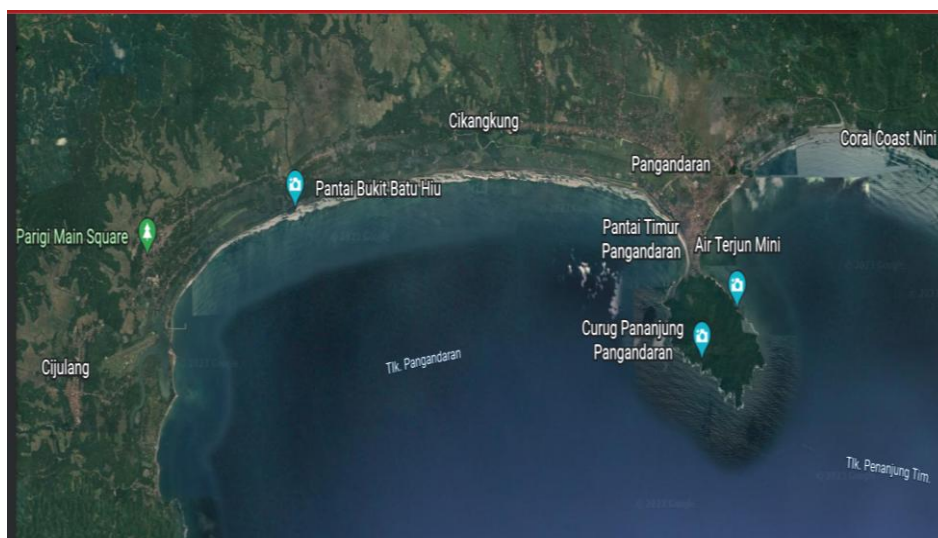 Cikangkung
Coral Coast Nini
Pangandaran
Pantai Bukit Batu Hiu
Parigi Main Square
Pantai Timur
Pangandaran
Air Terjun Mini
Curug Pananjung
Pangandaran
Cijulang
Tlk. Pangandaran
Tlk. Penanjung Tim.